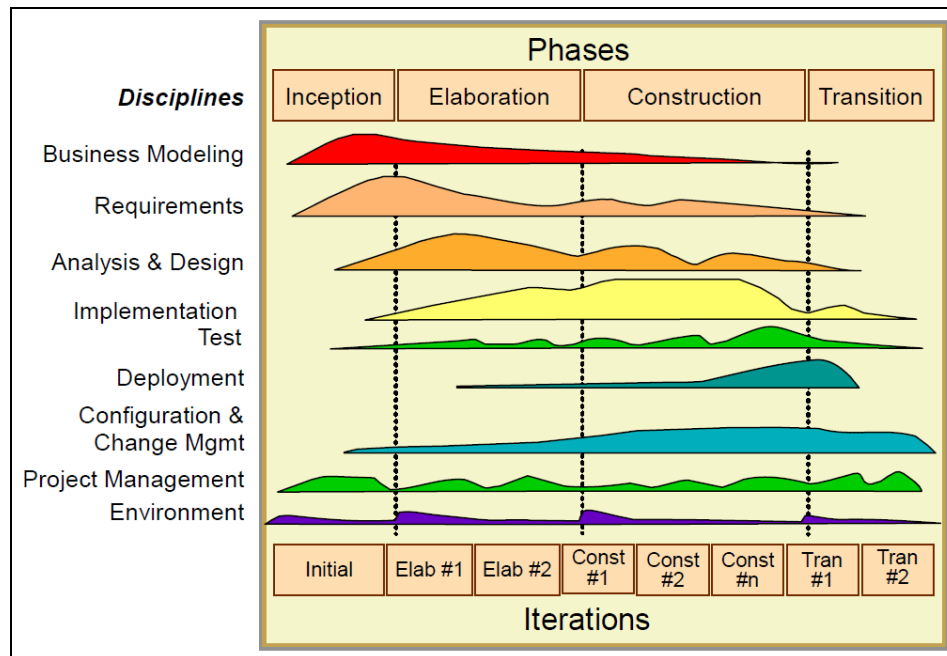 Phases
Disciplines
Inception
Elaboration
Construction
Transition
Business Modeling
Requirements
Analysis & Design
Implementation
Test
Deployment
Configuration &
Change Mgmt
Project Management
Environment
Initial
Elab #1
Elab #2
Const
#1
Const
#2
Const
#n
Tran
#1
Tran
#2
Iterations